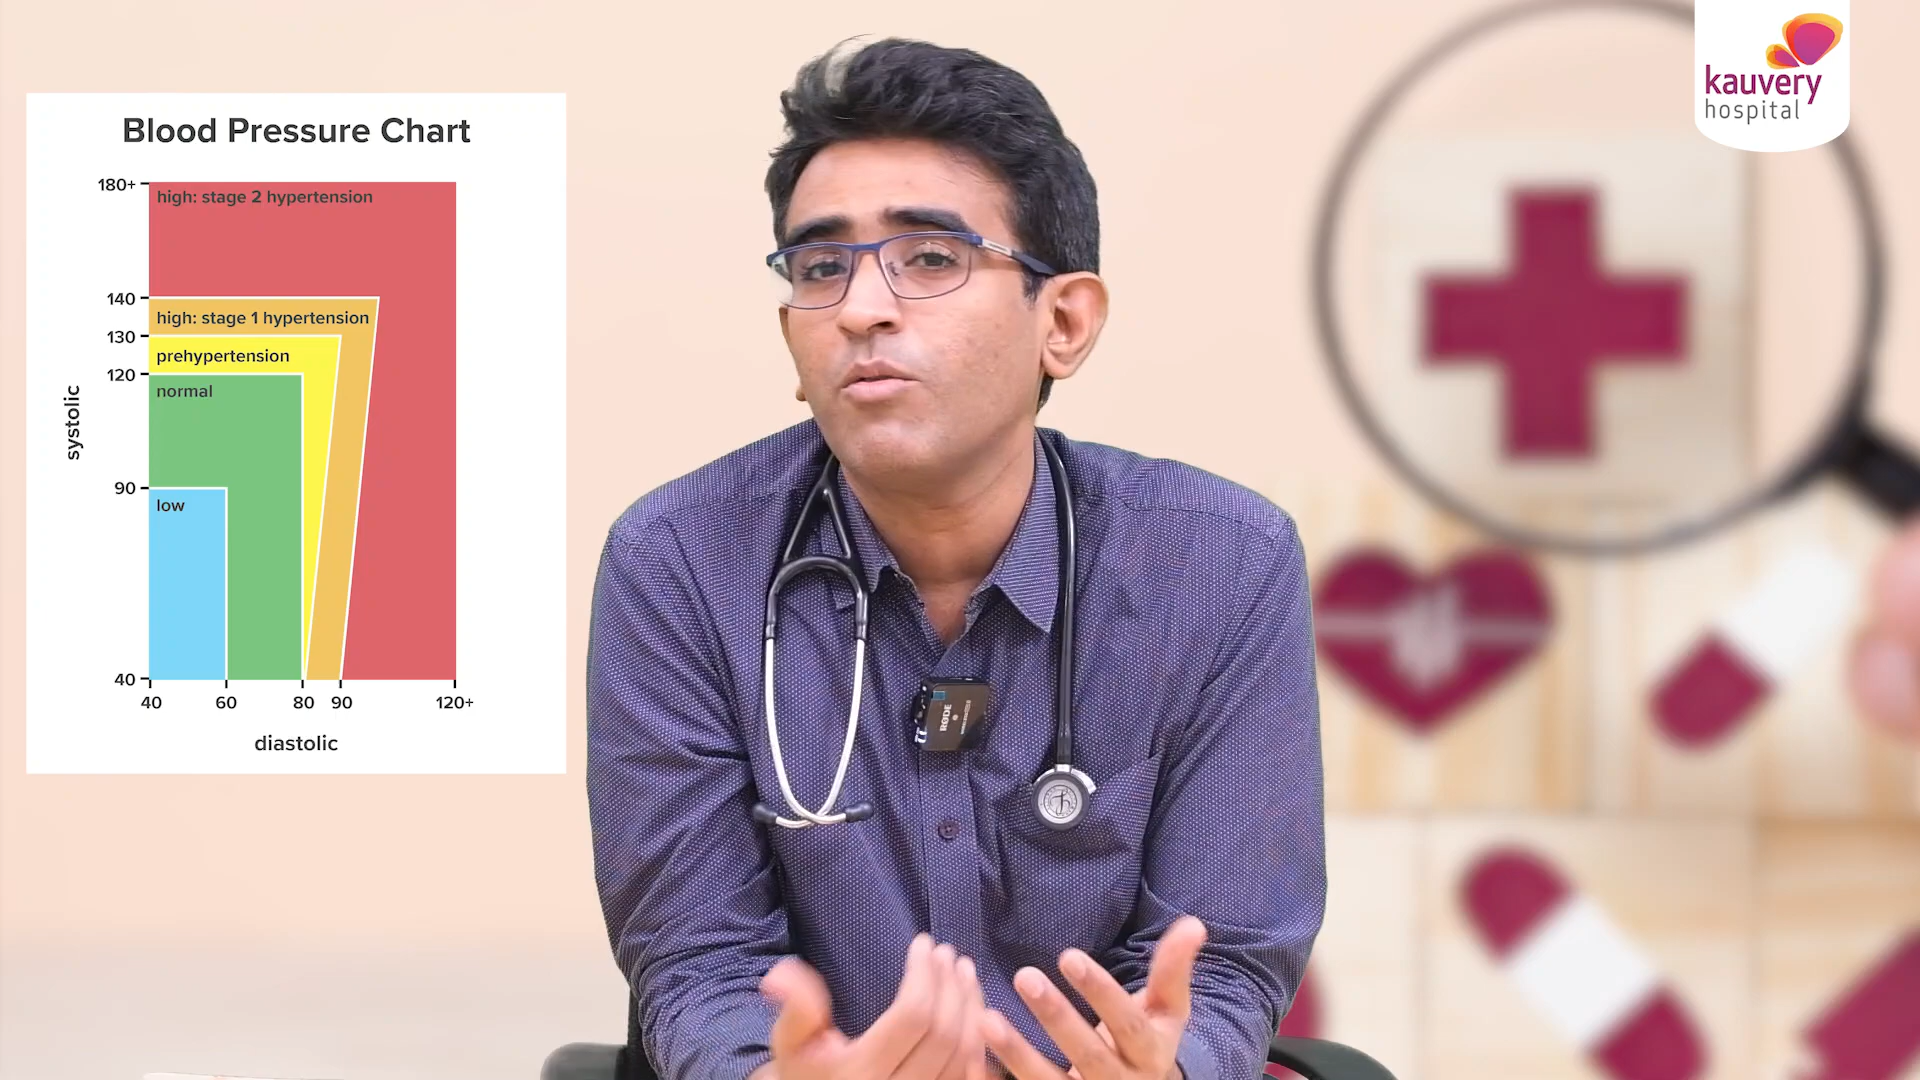 Blood Pressure Chart
180+
high: stage 2 hypertension
140
high: stage 1 hypertension
130
prehypertension
120
normal
systolic
90
low
40
40 60 80 90 120+
diastolic
kauvery
hospital
RØDE